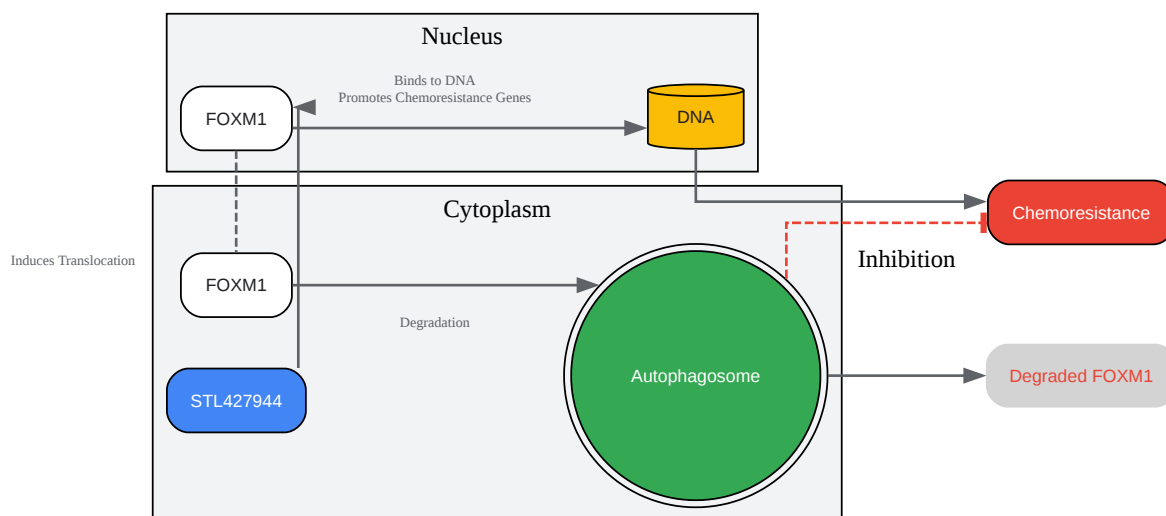 Nucleus
Binds to DNA
Promotes Chemoresistance Genes
FOXM1
DNA
Cytoplasm
Chemoresistance
Induces Translocation
Inhibition
FOXM1
Degradation
Autophagosome
Degraded FOXM1
STL427944